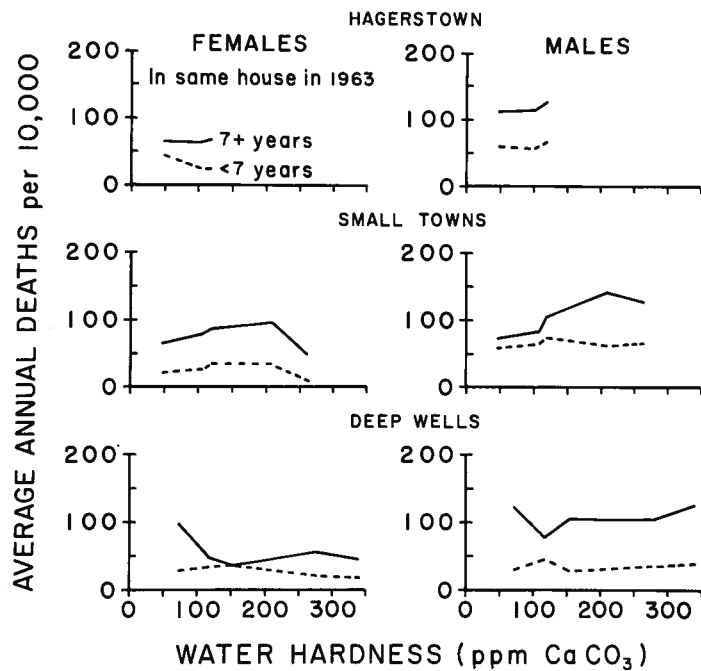 HAGERSTOWN
FEMALES
MALES
200
In same house in 1963
100
7+ years
<7 years
0
200
100
0
SMALL TOWNS
200
100
0
200
100
0
DEEP WELLS
200
100
0
200
100
0
0 100 200 300
0 100 200 300
AVERAGE ANNUAL DEATHS per 10,000
WATER HARDNESS (ppm CaCO₃)